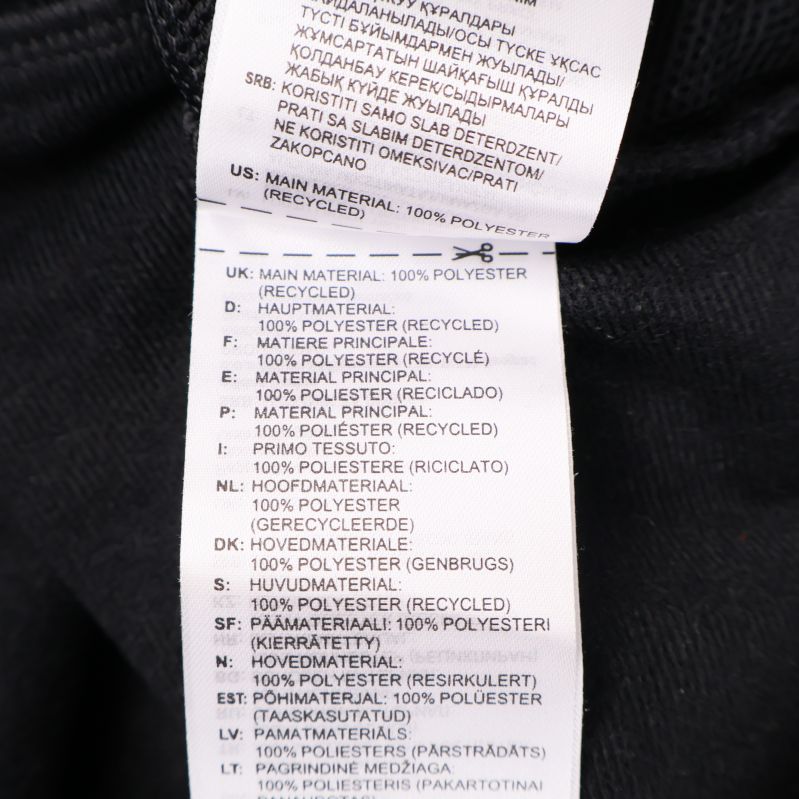 ҚҰРАЛДАРЫ
ПАЙДАЛАНЫЛАДЫ/ОСЫ ТҮСКЕ ҰҚСАС
ТҮСТІ БҰЙЫМДАРМЕН ЖУЫЛАДЫ/
ЖҰМСАРТАТЫН ШАЙҚАҒЫШ ҚҰРАЛДЫ
ҚОЛДАНБАУ КЕРЕК/СЫДЫРМАЛАРЫ
ЖАБЫҚ КҮЙДЕ ЖУЫЛАДЫ
SRB: KORISTITI SAMO SLAB DETERDZENT/
PRATI SA SLABIM DETERDZENTOM/
NE KORISTITI OMEKSIVAC/PRATI
ZAKOPCANO
US: MAIN MATERIAL: 100% POLYESTER
(RECYCLED)
UK: MAIN MATERIAL: 100% POLYESTER
(RECYCLED)
D: HAUPTMATERIAL:
100% POLYESTER (RECYCLED)
F: MATIERE PRINCIPALE:
100% POLYESTER (RECYCLÉ)
E: MATERIAL PRINCIPAL:
100% POLIESTER (RECICLADO)
P: MATERIAL PRINCIPAL:
100% POLIÉSTER (RECYCLED)
I: PRIMO TESSUTO:
100% POLIESTERE (RICICLATO)
NL: HOOFDMATERIAAL:
100% POLYESTER
(GERECYCLEERDE)
DK: HOVEDMATERIALE:
100% POLYESTER (GENBRUGS)
S: HUVUDMATERIAL:
100% POLYESTER (RECYCLED)
SF: PÄÄMATERIAALI: 100% POLYESTERI
(KIERRÄTETTY)
N: HOVEDMATERIAL:
100% POLYESTER (RESIRKULERT)
EST: PÕHIMATERJAL: 100% POLÜESTER
(TAASKASUTATUD)
LV: PAMATMATERIĀLS:
100% POLIESTERS (PĀRSTRĀDĀTS)
LT: PAGRINDINĖ MEDŽIAGA:
100% POLIESTERIS (PAKARTOTINAI